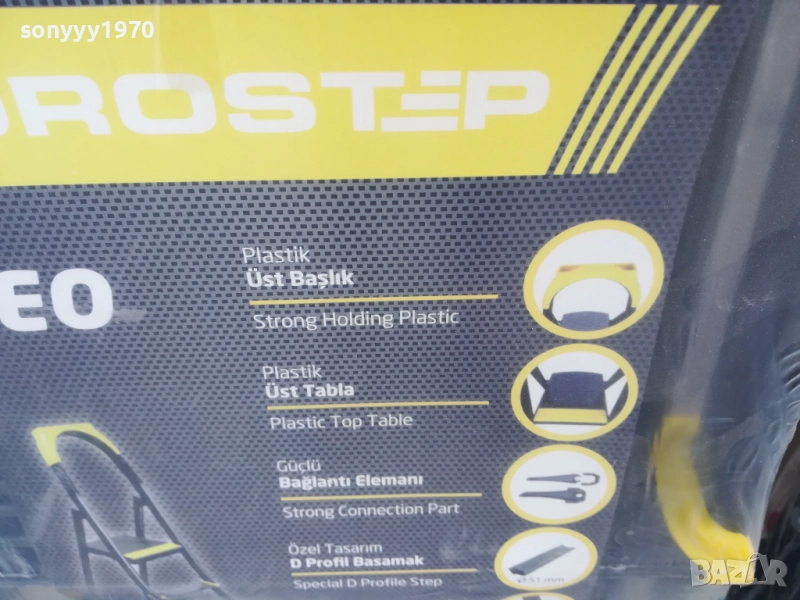 sonyyy1970
ROSTEP
EO
Plastik
Üst Başlık
Strong Holding Plastic
Plastik
Üst Tabla
Plastic Top Table
Güçlü
Bağlantı Elemanı
Strong Connection Part
Özel Tasarım
D Profil Basamak
Special D Profile Step
BAZAR